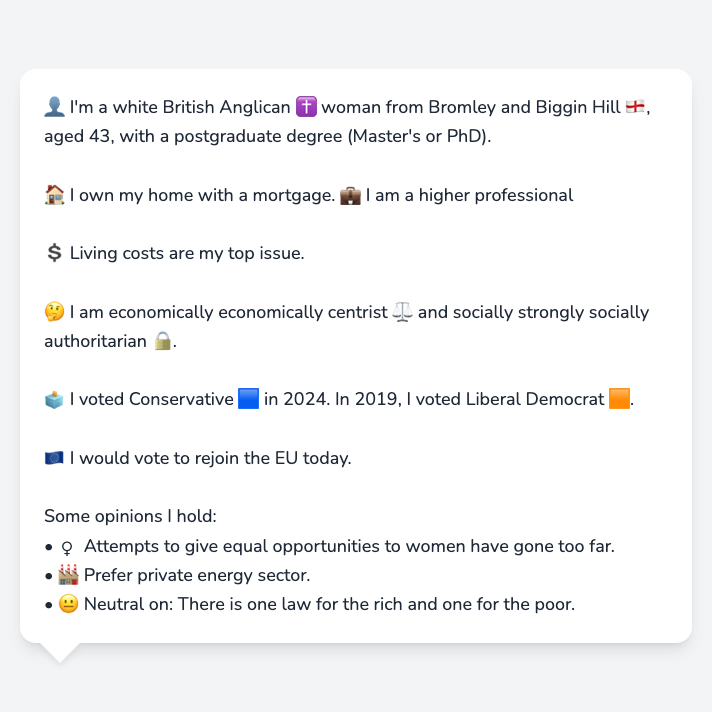 👤 I'm a white British Anglican ✝️ woman from Bromley and Biggin Hill 🏴󠁧󠁢󠁥󠁮󠁧󠁿,
aged 43, with a postgraduate degree (Master's or PhD).
🏠 I own my home with a mortgage. 💼 I am a higher professional
💲 Living costs are my top issue.
🤔 I am economically economically centrist ⚖️ and socially strongly socially
authoritarian 🔒.
🗳️ I voted Conservative 🟦 in 2024. In 2019, I voted Liberal Democrat 🟧.
🇪🇺 I would vote to rejoin the EU today.
Some opinions I hold:
• ♀️ Attempts to give equal opportunities to women have gone too far.
• 🏭 Prefer private energy sector.
• 😐 Neutral on: There is one law for the rich and one for the poor.